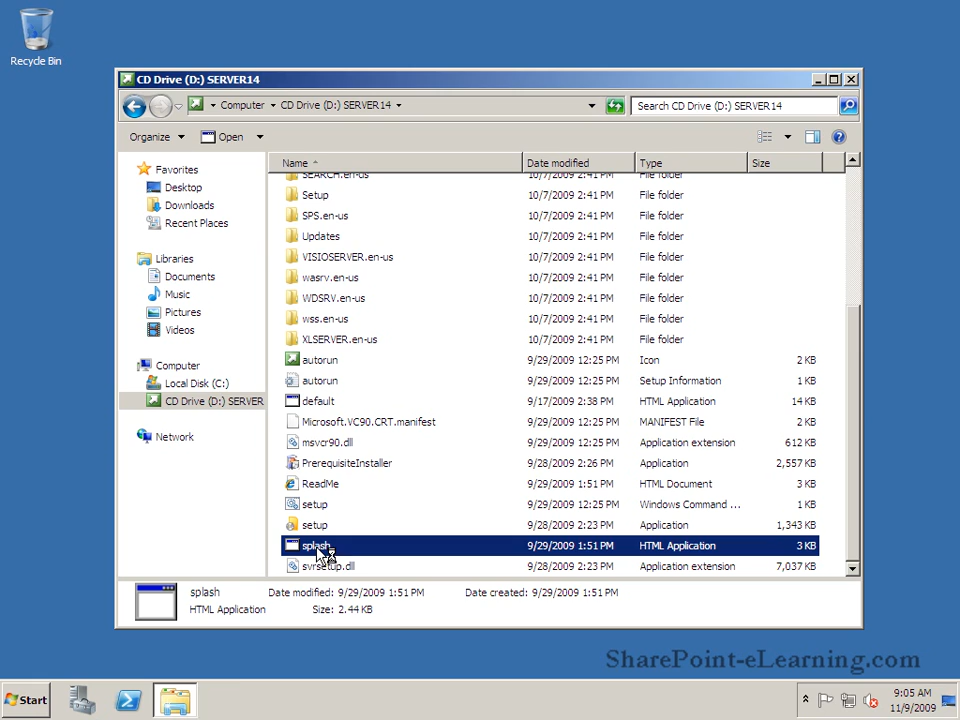 Recycle Bin
CD Drive (D:) SERVER14
Computer CD Drive (D:) SERVER14 Search CD Drive (D:) SERVER14
Organize Open
Favorites
Desktop
Downloads
Recent Places
Libraries
Documents
Music
Pictures
Videos
Computer
Local Disk (C:)
CD Drive (D:) SERVER
Network
Name Date modified Type Size
SEARCH.en-us 10/7/2009 2:41 PM File folder
Setup 10/7/2009 2:41 PM File folder
SPS.en-us 10/7/2009 2:41 PM File folder
Updates 10/7/2009 2:41 PM File folder
VISIOSERVER.en-us 10/7/2009 2:41 PM File folder
wasrv.en-us 10/7/2009 2:41 PM File folder
WDSRV.en-us 10/7/2009 2:41 PM File folder
wss.en-us 10/7/2009 2:41 PM File folder
XLSERVER.en-us 10/7/2009 2:41 PM File folder
autorun 9/29/2009 12:25 PM Icon 2 KB
autorun 9/29/2009 12:25 PM Setup Information 1 KB
default 9/17/2009 2:38 PM HTML Application 14 KB
Microsoft.VC90.CRT.manifest 9/29/2009 12:25 PM MANIFEST File 2 KB
msvcr90.dll 9/29/2009 12:25 PM Application extension 612 KB
PrerequisiteInstaller 9/28/2009 2:26 PM Application 2,557 KB
ReadMe 9/29/2009 1:51 PM HTML Document 3 KB
setup 9/29/2009 12:25 PM Windows Command ... 1 KB
setup 9/28/2009 2:23 PM Application 1,343 KB
splash 9/29/2009 1:51 PM HTML Application 3 KB
svrsetup.dll 9/28/2009 2:23 PM Application extension 7,037 KB
splash Date modified: 9/29/2009 1:51 PM Date created: 9/29/2009 1:51 PM
HTML Application Size: 2.44 KB
SharePoint-eLearning.com
Start
9:05 AM
11/9/2009